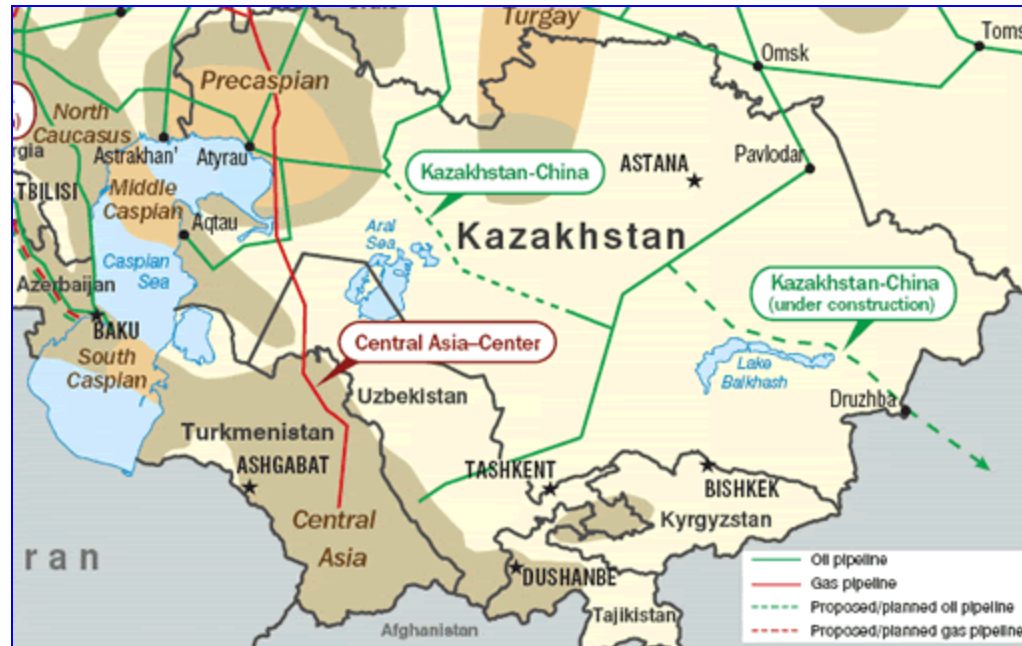 Turgay
Omsk
Precaspian
North
Caucasus
Astrakhan'
Atyrau
Kazakhstan-China
ASTANA
Pavlodar
TBILISI
Middle
Caspian
Aqtau
Aral
Sea
Kazakhstan
Caspian
Sea
Azerbaijan
BAKU
Kazakhstan-China
(under construction)
Central Asia–Center
South
Caspian
Lake
Balkhash
Uzbekistan
Druzhba
Turkmenistan
ASHGABAT
TASHKENT
BISHKEK
Central
Asia
Kyrgyzstan
ran
DUSHANBE
Tajikistan
Afghanistan
Oil pipeline
Gas pipeline
Proposed/planned oil pipeline
Proposed/planned gas pipeline